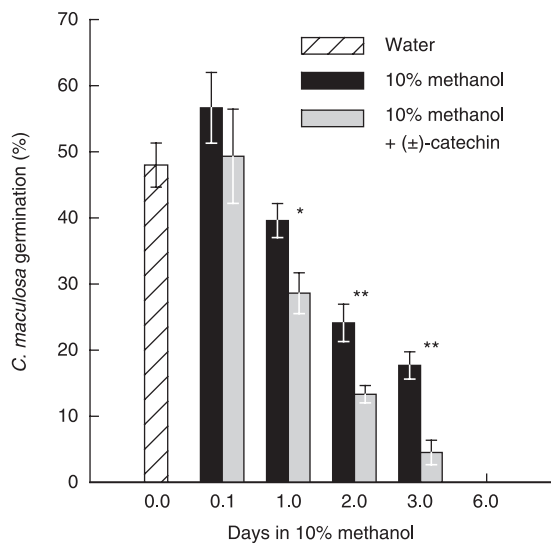 70
60
50
40
30
20
10
0
C. maculosa germination (%)
Water
10% methanol
10% methanol
+ (±)-catechin
*
**
**
0.0 0.1 1.0 2.0 3.0 6.0
Days in 10% methanol